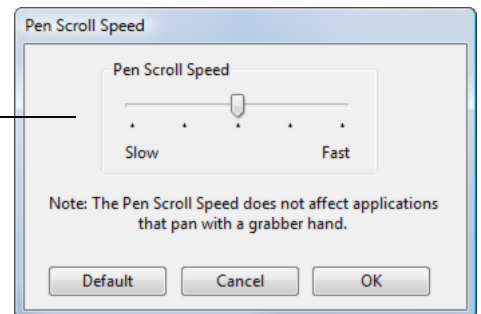 Pen Scroll Speed
Pen Scroll Speed
Slow Fast
Note: The Pen Scroll Speed does not affect applications
that pan with a grabber hand.
Default Cancel OK